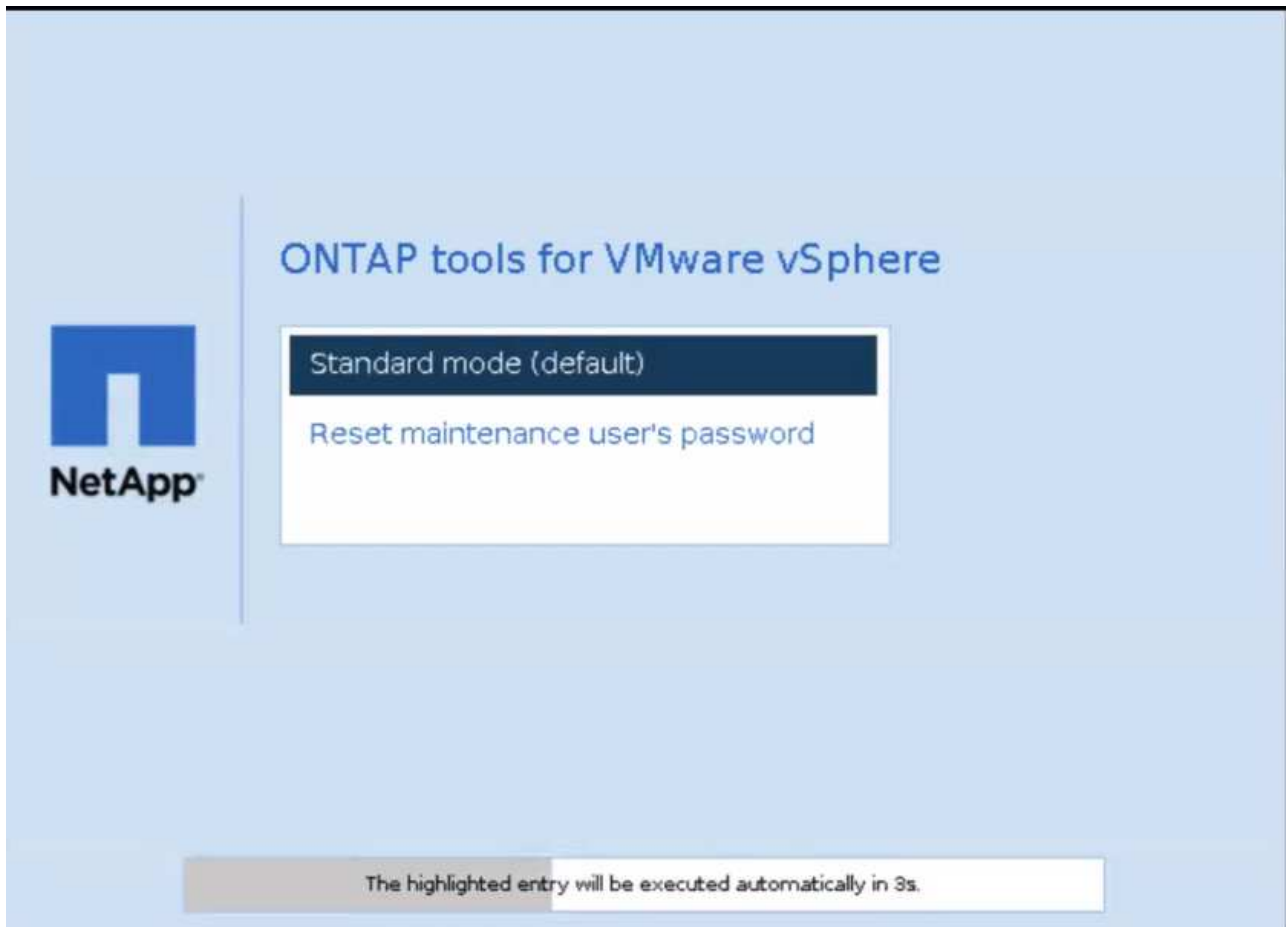 ONTAP tools for VMware vSphere
Standard mode (default)
Reset maintenance user's password
NetApp®
The highlighted entry will be executed automatically in 3s.